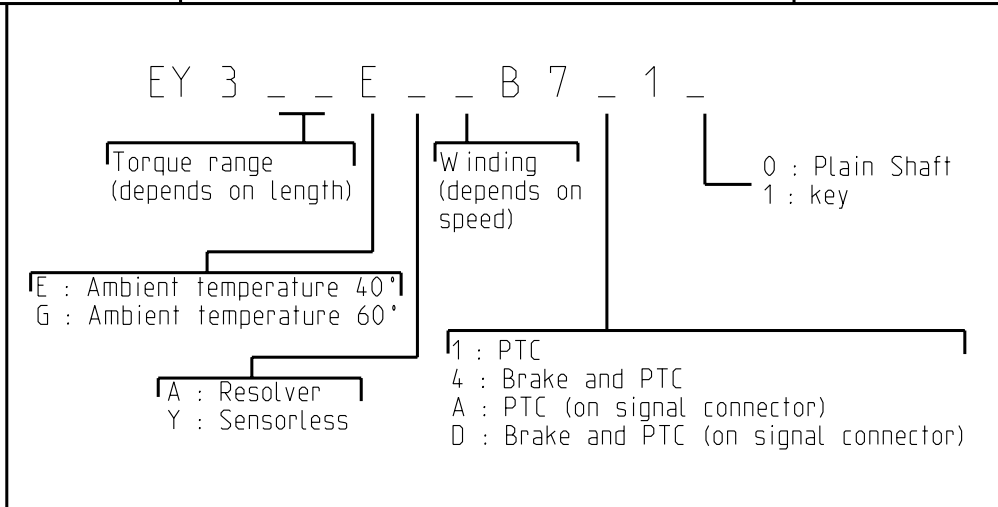 EY 3 _ _ E _ _ B 7 _ 1 _
Torque range
(depends on length)
Winding
(depends on
speed)
0 : Plain Shaft
1 : key
E : Ambient temperature 40°
G : Ambient temperature 60°
A : Resolver
Y : Sensorless
1 : PTC
4 : Brake and PTC
A : PTC (on signal connector)
D : Brake and PTC (on signal connector)